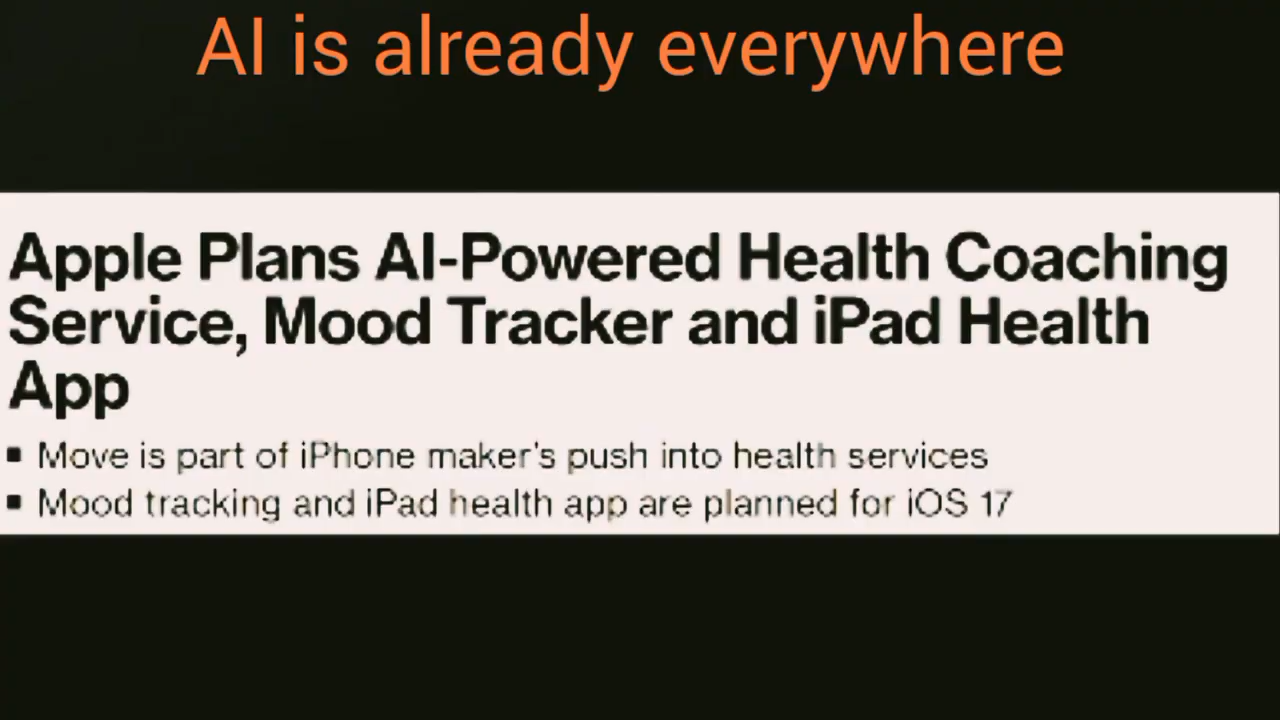 AI is already everywhere
Apple Plans AI-Powered Health Coaching
Service, Mood Tracker and iPad Health
App
▪ Move is part of iPhone maker's push into health services
▪ Mood tracking and iPad health app are planned for iOS 17